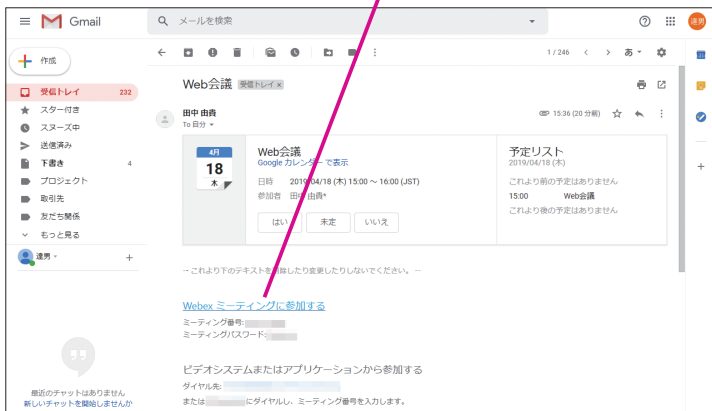 Gmail
メールを検索
達男
作成
1 / 246
あ
受信トレイ 232
スター付き
スヌーズ中
送信済み
下書き 4
プロジェクト
取引先
友だち関係
もっと見る
達男
最近のチャットはありません
新しいチャットを開始しませんか
Web会議 受信トレイ ×
田中 由貴
To 自分
15:36 (20 分前)
4月
18
木
Web会議
Google カレンダーで表示
日時 2019/04/18 (木) 15:00 ～ 16:00 (JST)
参加者 田中 由貴*
はい 未定 いいえ
予定リスト
2019/04/18 (木)
これより前の予定はありません
15:00 Web会議
これより後の予定はありません
-- これより下のテキストを削除したり変更したりしないでください。 --
Webex ミーティングに参加する
ミーティング番号:
ミーティングパスワード:
ビデオシステムまたはアプリケーションから参加する
ダイヤル先:
または にダイヤルし、ミーティング番号を入力します。